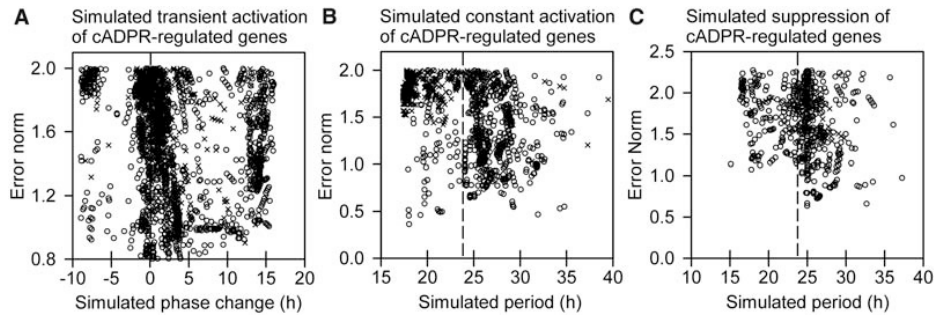 A
Simulated transient activation
of cADPR-regulated genes
2.0
1.6
1.2
0.8
Error norm
-10 -5 0 5 10 15 20
Simulated phase change (h)
B
Simulated constant activation
of cADPR-regulated genes
2.0
1.5
1.0
0.5
0.0
Error norm
15 20 25 30 35 40
Simulated period (h)
C
Simulated suppression of
cADPR-regulated genes
2.5
2.0
1.5
1.0
0.5
0.0
Error Norm
10 15 20 25 30 35 40
Simulated period (h)